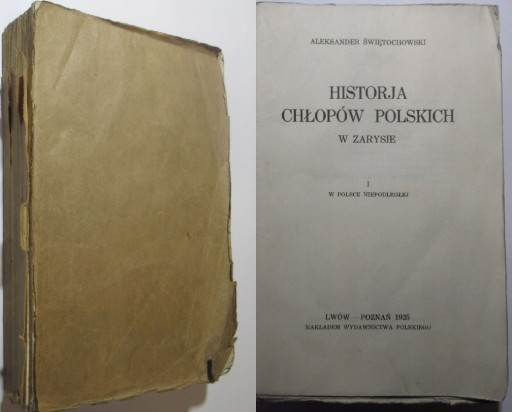 ALEKSANDER ŚWIĘTOCHOWSKI
HISTORJA
CHŁOPÓW POLSKICH
W ZARYSIE
I
W POLSCE NIEPODLEGŁEJ
LWÓW — POZNAŃ 1925
NAKŁADEM WYDAWNICTWA POLSKIEGO